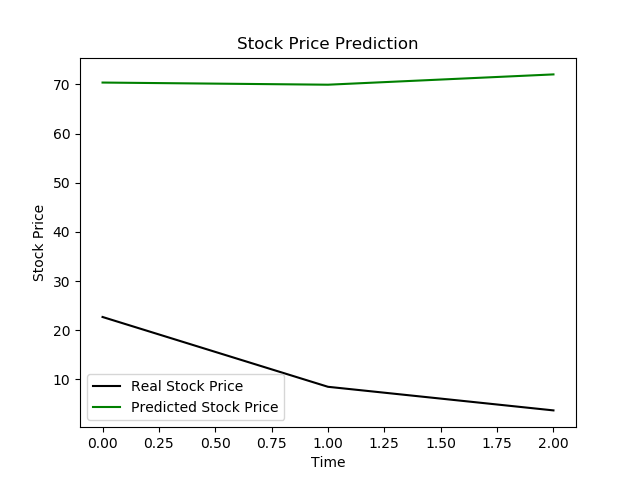 Stock Price Prediction
70
60
50
40
30
20
10
Stock Price
Real Stock Price
Predicted Stock Price
0.00 0.25 0.50 0.75 1.00 1.25 1.50 1.75 2.00
Time